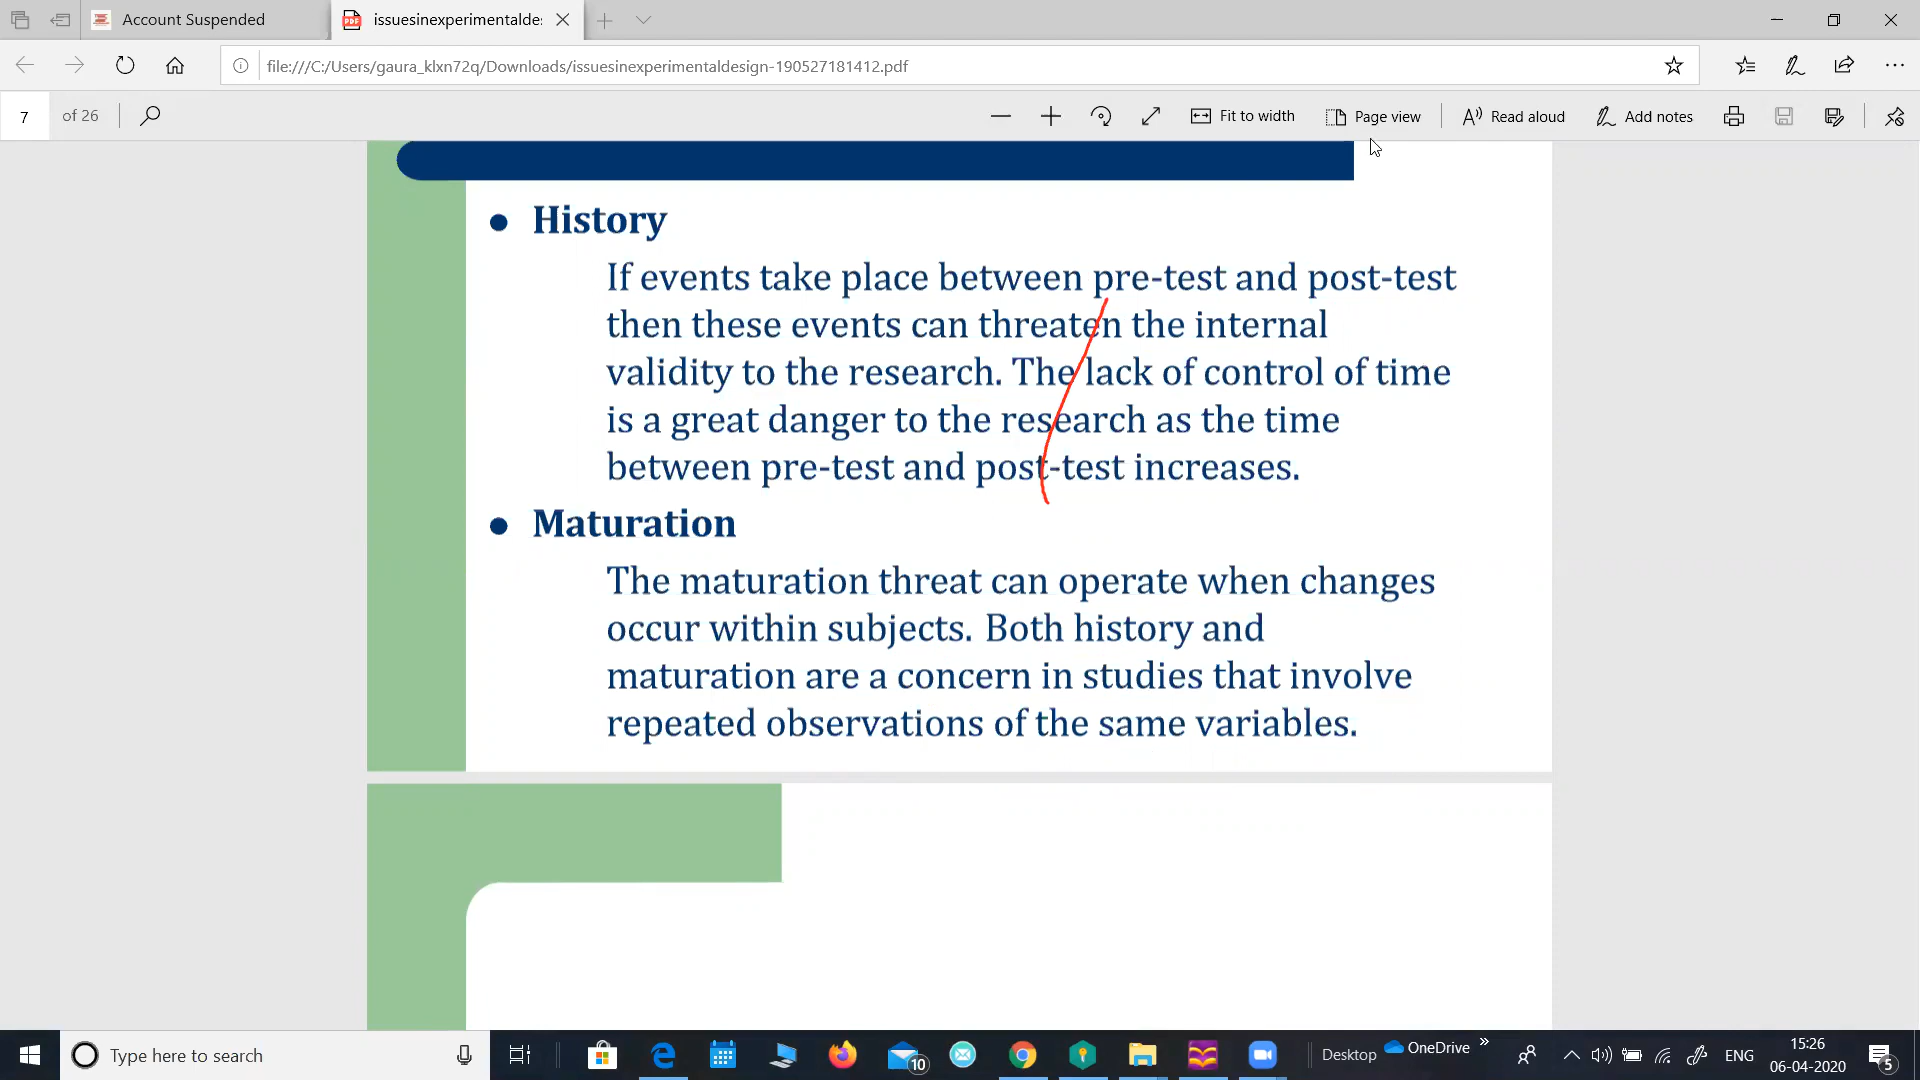 Account Suspended
issuesinexperimentalde:
file:///C:/Users/gaura_klxn72q/Downloads/issuesinexperimentaldesign-190527181412.pdf
7 of 26
Fit to width
Page view
Read aloud
Add notes
History
If events take place between pre-test and post-test
then these events can threaten the internal
validity to the research. The lack of control of time
is a great danger to the research as the time
between pre-test and post-test increases.
Maturation
The maturation threat can operate when changes
occur within subjects. Both history and
maturation are a concern in studies that involve
repeated observations of the same variables.
Type here to search
10
Desktop
OneDrive
ENG
15:26
06-04-2020
5